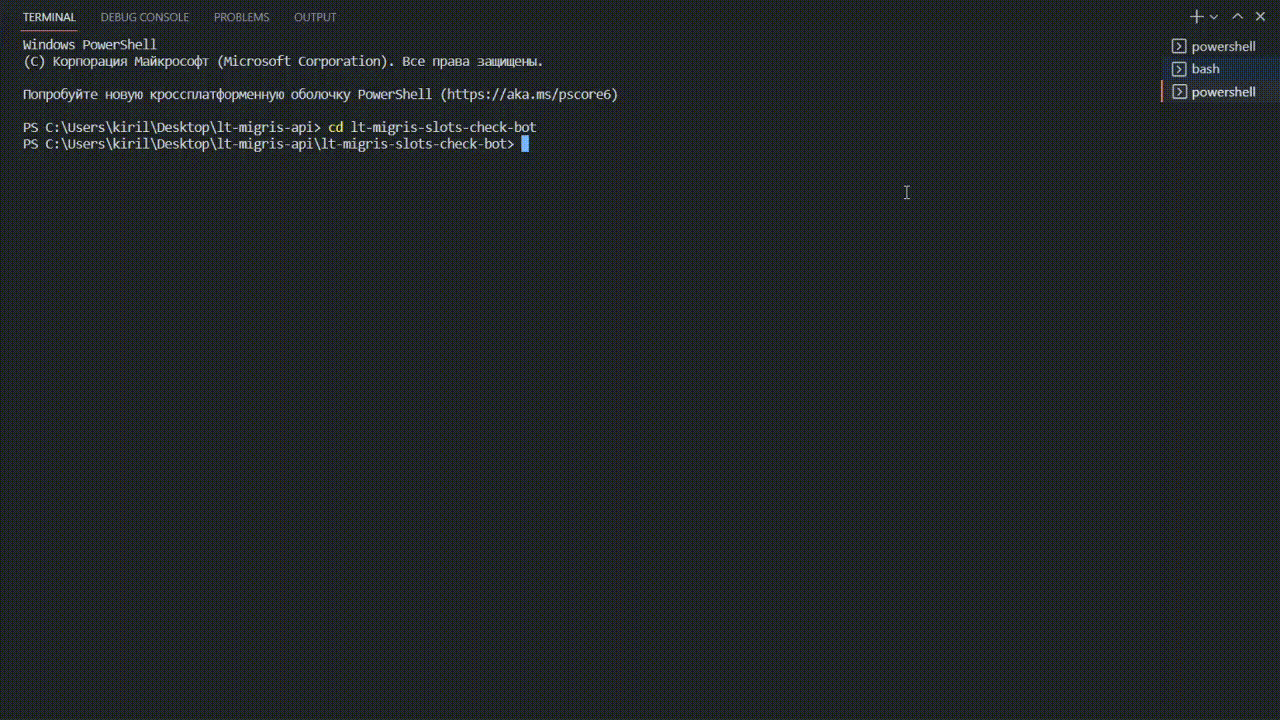 TERMINAL DEBUG CONSOLE PROBLEMS OUTPUT
Windows PowerShell
(C) Корпорация Майкрософт (Microsoft Corporation). Все права защищены.
Попробуйте новую кроссплатформенную оболочку PowerShell (https://aka.ms/pscore6)
PS C:\Users\kiril\Desktop\lt-migris-api> cd lt-migris-slots-check-bot
PS C:\Users\kiril\Desktop\lt-migris-api\lt-migris-slots-check-bot>
powershell
bash
powershell